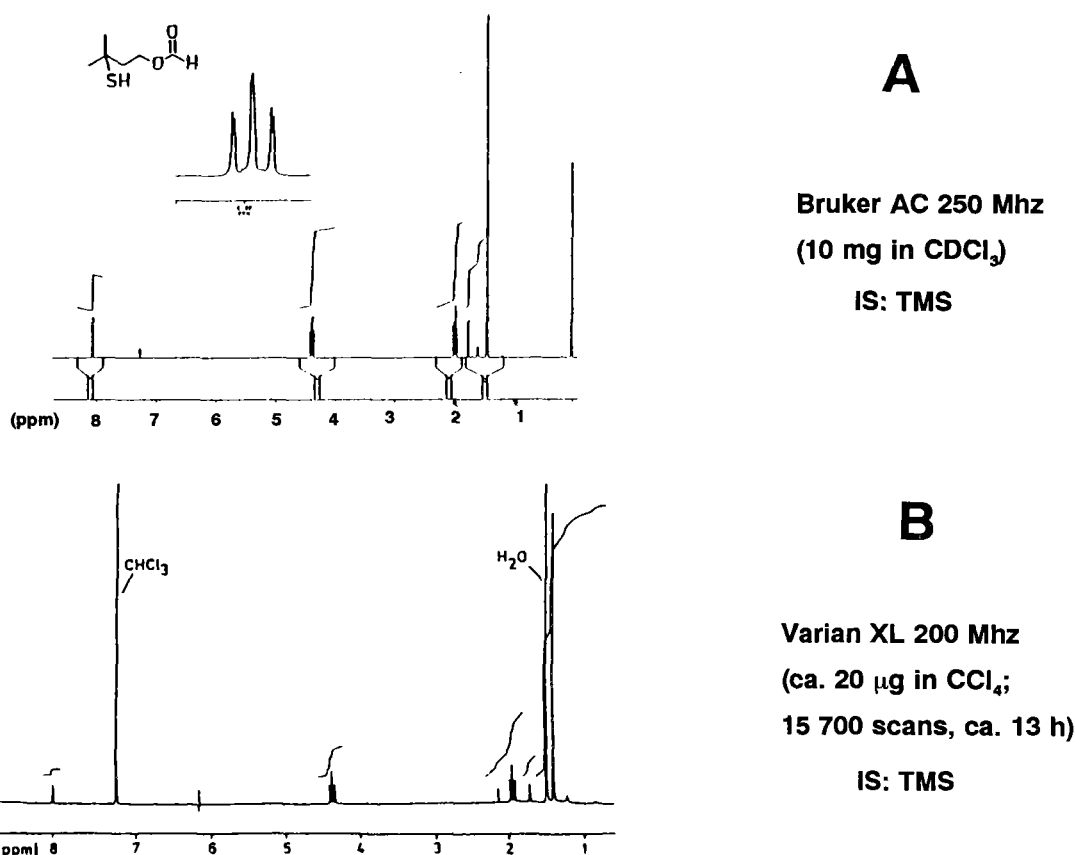 O
O
H
SH
A
Bruker AC 250 Mhz
(10 mg in CDCl₃)
IS: TMS
(ppm) 8 7 6 5 4 3 2 1
B
CHCl₃
H₂O
Varian XL 200 Mhz
(ca. 20 μg in CCl₄;
15 700 scans, ca. 13 h)
IS: TMS
ppm) 8 7 6 5 4 3 2 1